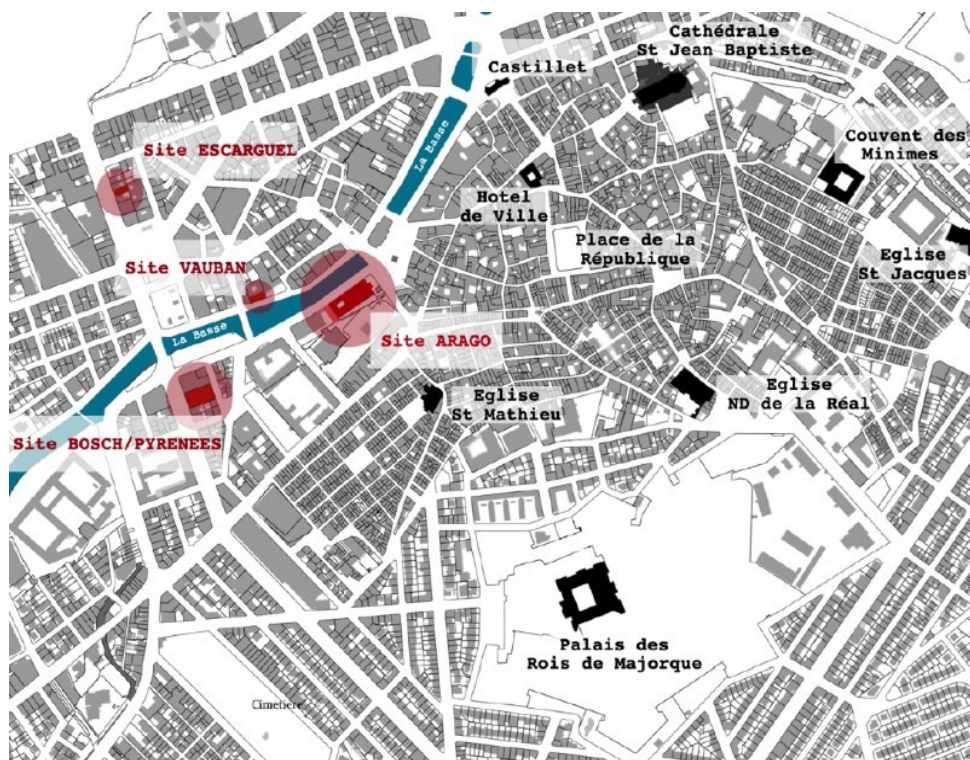 Cathédrale
St Jean Baptiste
Castillet
La Basse
Site ESCARGUEL
Couvent des
Minimes
Hotel
de Ville
Place de la
République
Eglise
St Jacques
Site VAUBAN
La Basse
Site ARAGO
Eglise
St Mathieu
Eglise
ND de la Réal
Site BOSCH/PYRENEES
Palais des
Rois de Majorque
Cimetière